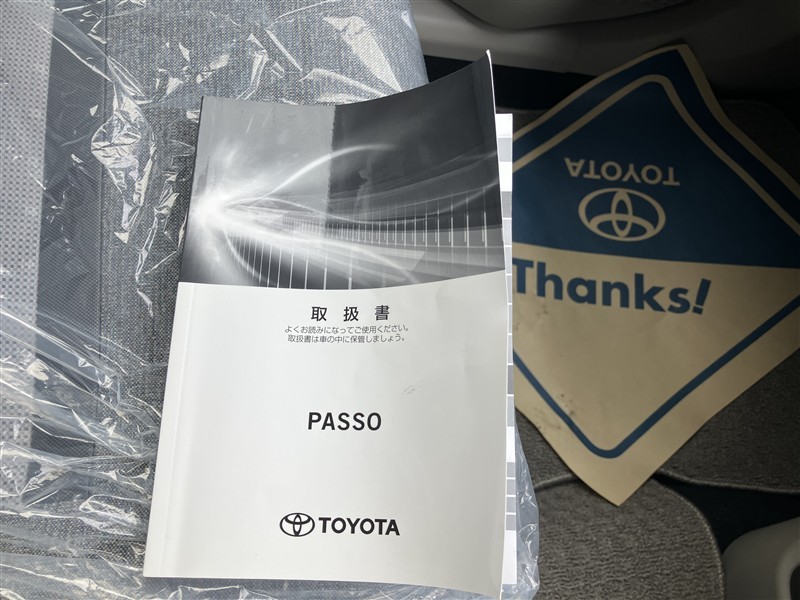 取扱書
よくお読みになってご使用ください。
取扱書は車の中に保管しましょう。
PASSO
TOYOTA
TOYOTA
Thanks!